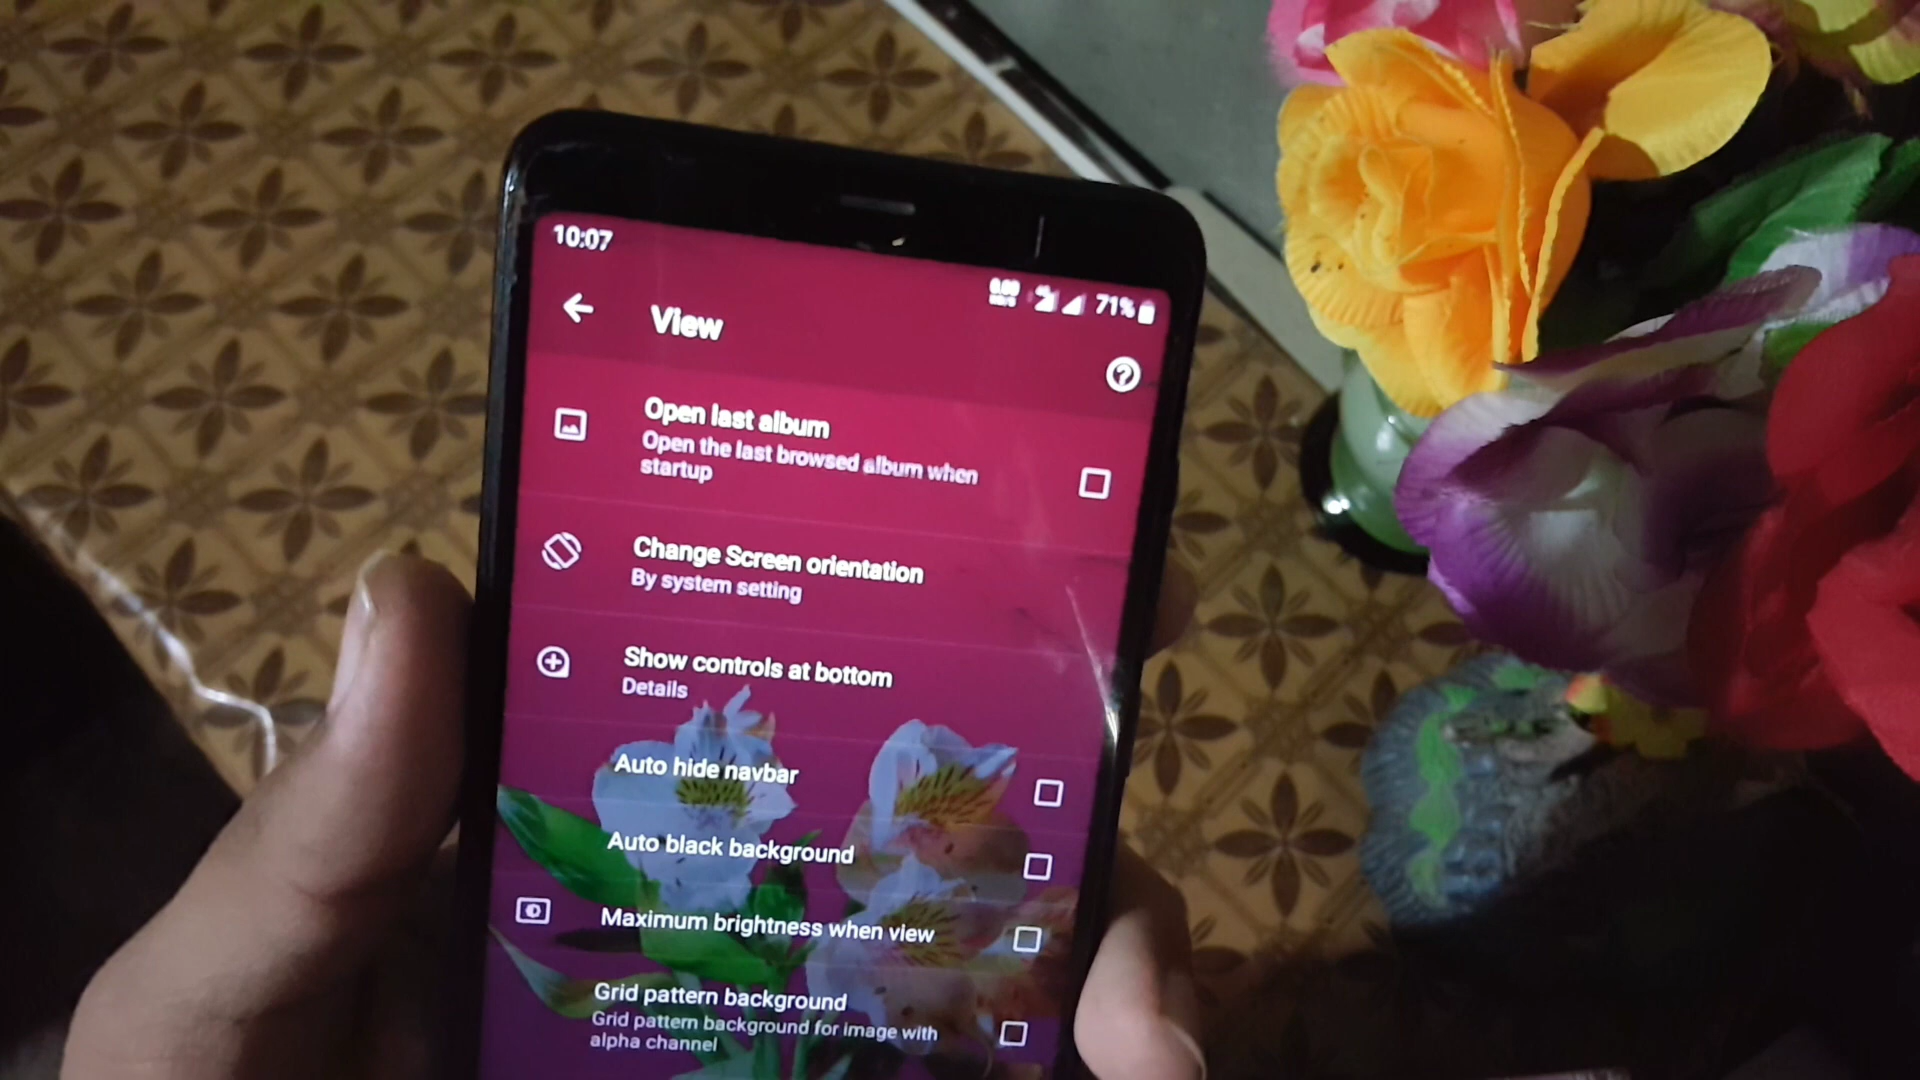 10:07
71%
View
Open last album
Open the last browsed album when
startup
Change Screen orientation
By system setting
Show controls at bottom
Details
Auto hide navbar
Auto black background
Maximum brightness when view
Grid pattern background
Grid pattern background for image with
alpha channel